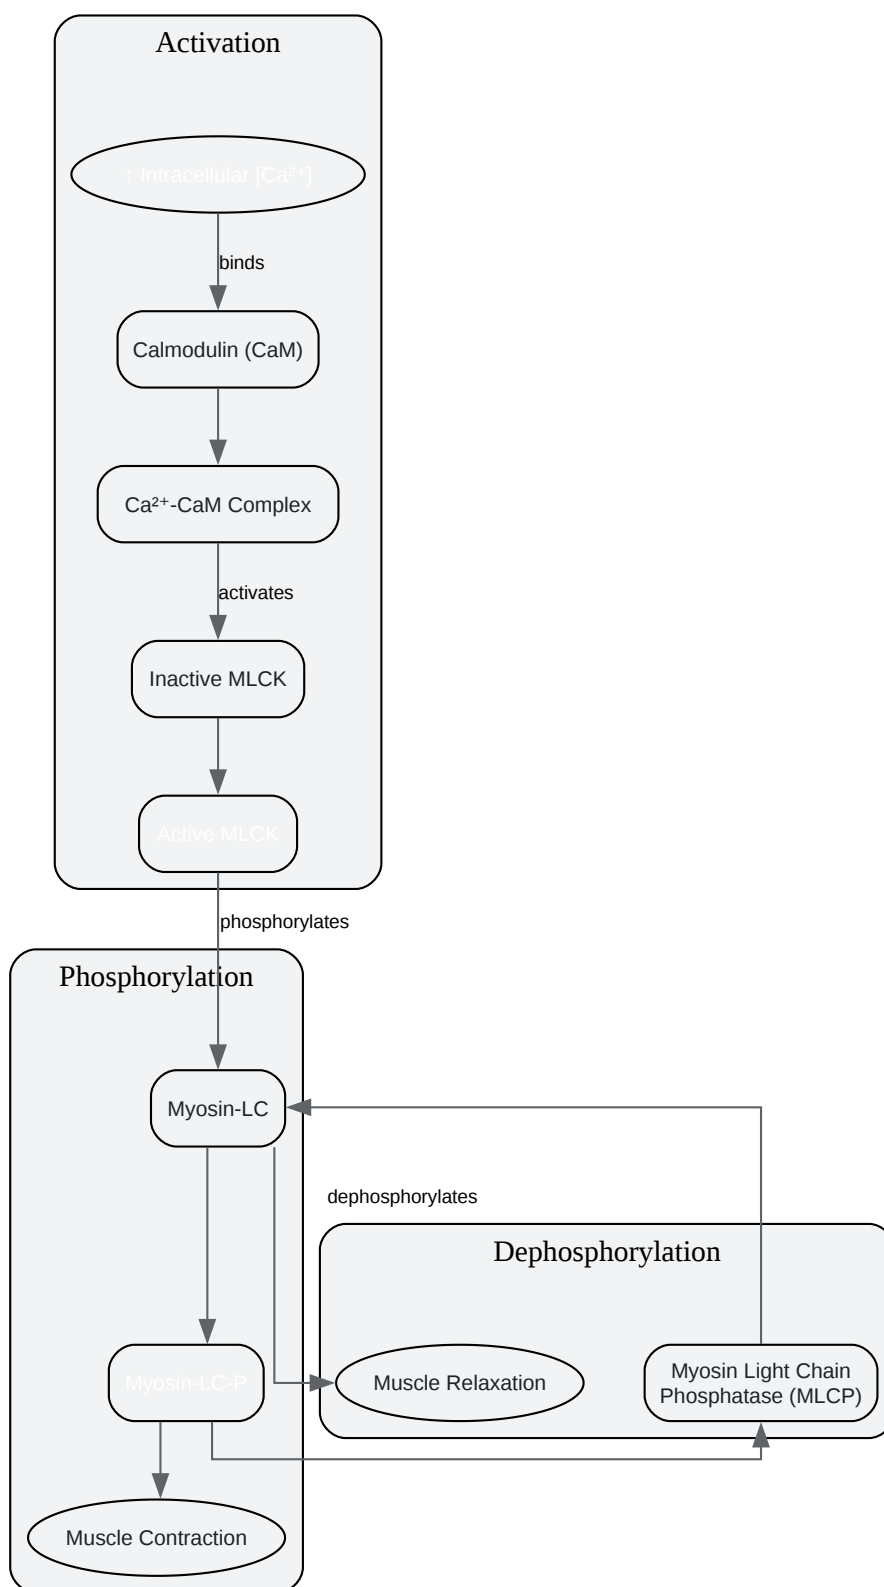 Activation
↑ Intracellular [Ca²⁺]
binds
Calmodulin (CaM)
Ca²⁺-CaM Complex
activates
Inactive MLCK
Active MLCK
phosphorylates
Phosphorylation
Myosin-LC
dephosphorylates
Dephosphorylation
Myosin-LC-P
Muscle Relaxation
Myosin Light Chain
Phosphatase (MLCP)
Muscle Contraction